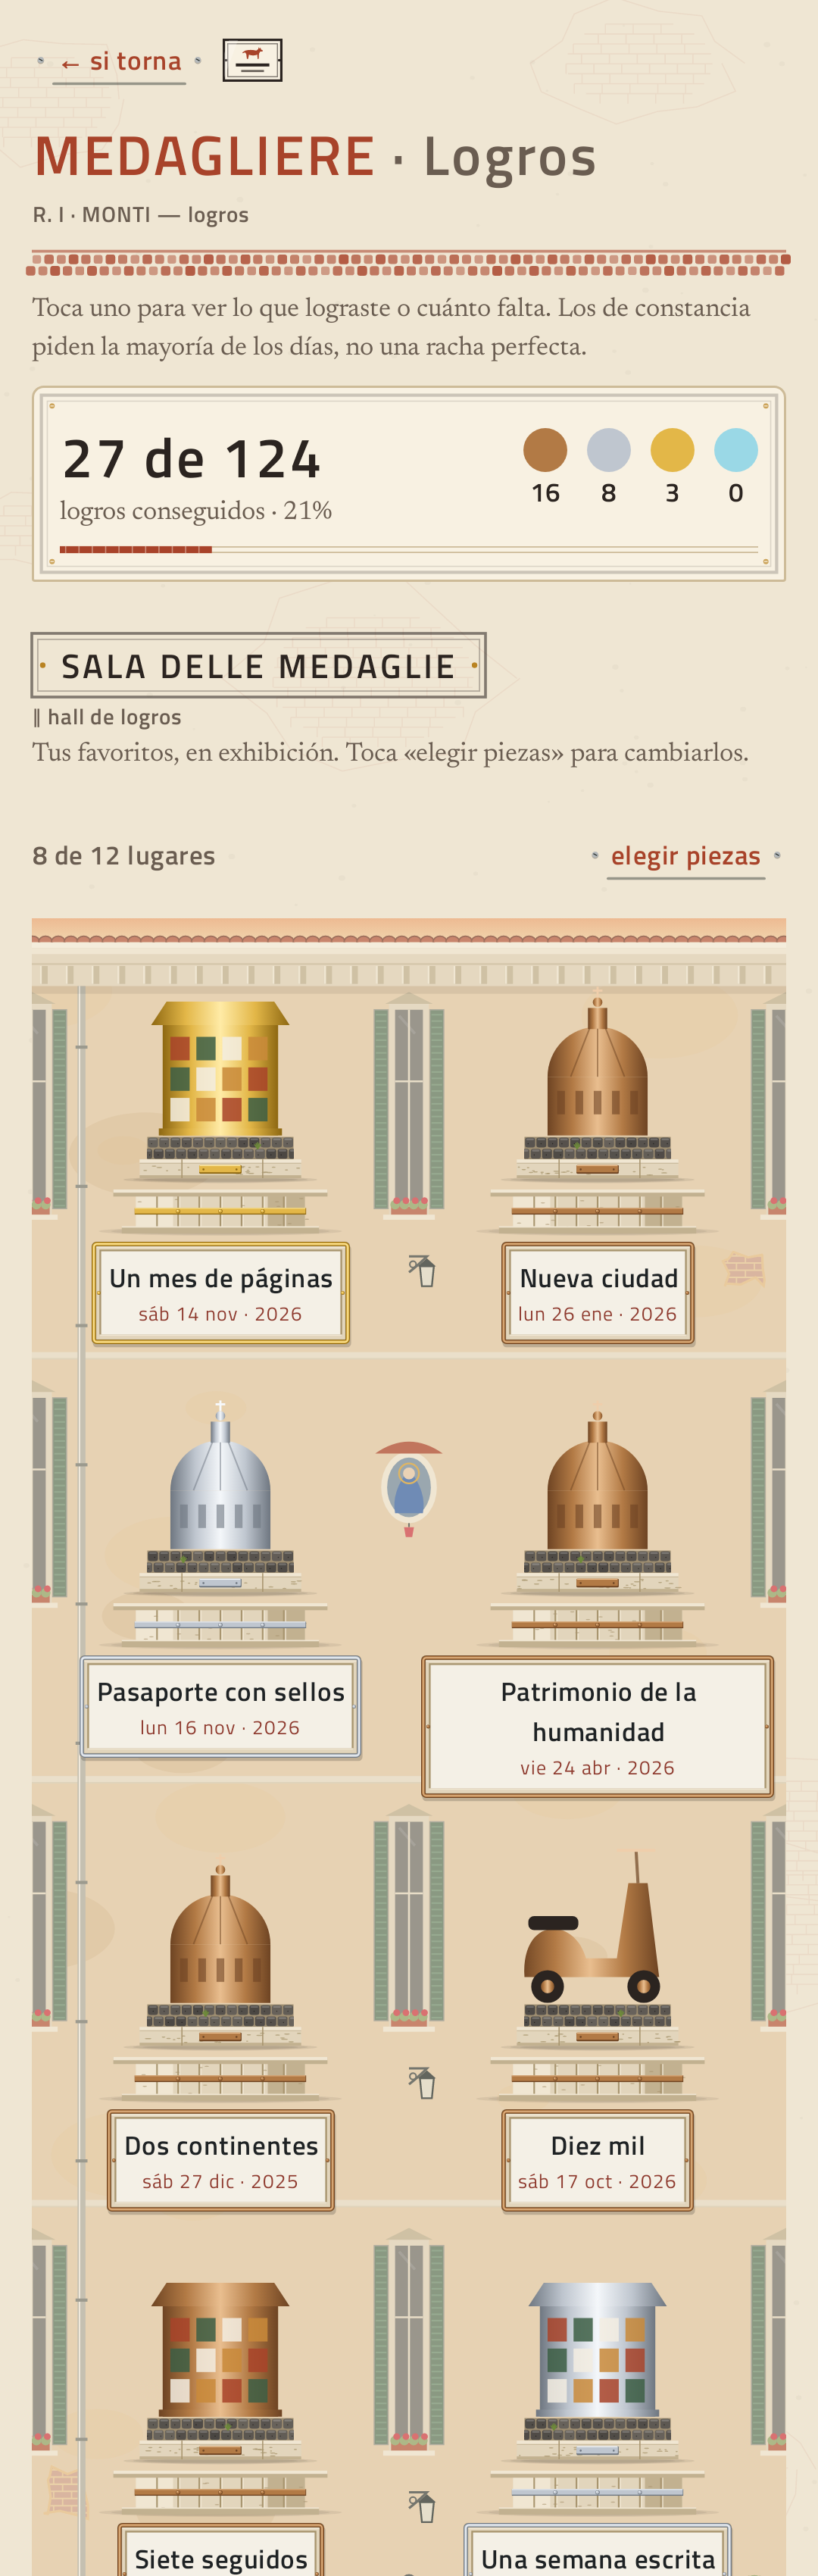 ← si torna
MEDAGLIERE · Logros
R. I · MONTI — logros
Toca uno para ver lo que lograste o cuánto falta. Los de constancia
piden la mayoría de los días, no una racha perfecta.
27 de 124
logros conseguidos · 21%
16 8 3 0
SALA DELLE MEDAGLIE
‖ hall de logros
Tus favoritos, en exhibición. Toca «elegir piezas» para cambiarlos.
8 de 12 lugares
elegir piezas
Un mes de páginas
sáb 14 nov · 2026
Nueva ciudad
lun 26 ene · 2026
Pasaporte con sellos
lun 16 nov · 2026
Patrimonio de la
humanidad
vie 24 abr · 2026
Dos continentes
sáb 27 dic · 2025
Diez mil
sáb 17 oct · 2026
Siete seguidos
Una semana escrita